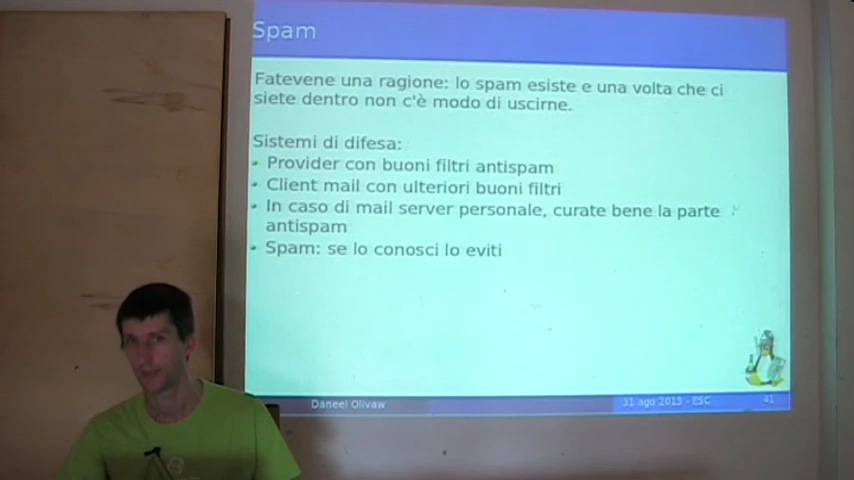 Spam
Fatevene una ragione: lo spam esiste e una volta che ci
siete dentro non c'è modo di uscirne.
Sistemi di difesa:
Provider con buoni filtri antispam
Client mail con ulteriori buoni filtri
In caso di mail server personale, curate bene la parte
antispam
Spam: se lo conosci lo eviti
Daneel Olivaw
31 ago 2013 - ESC
41